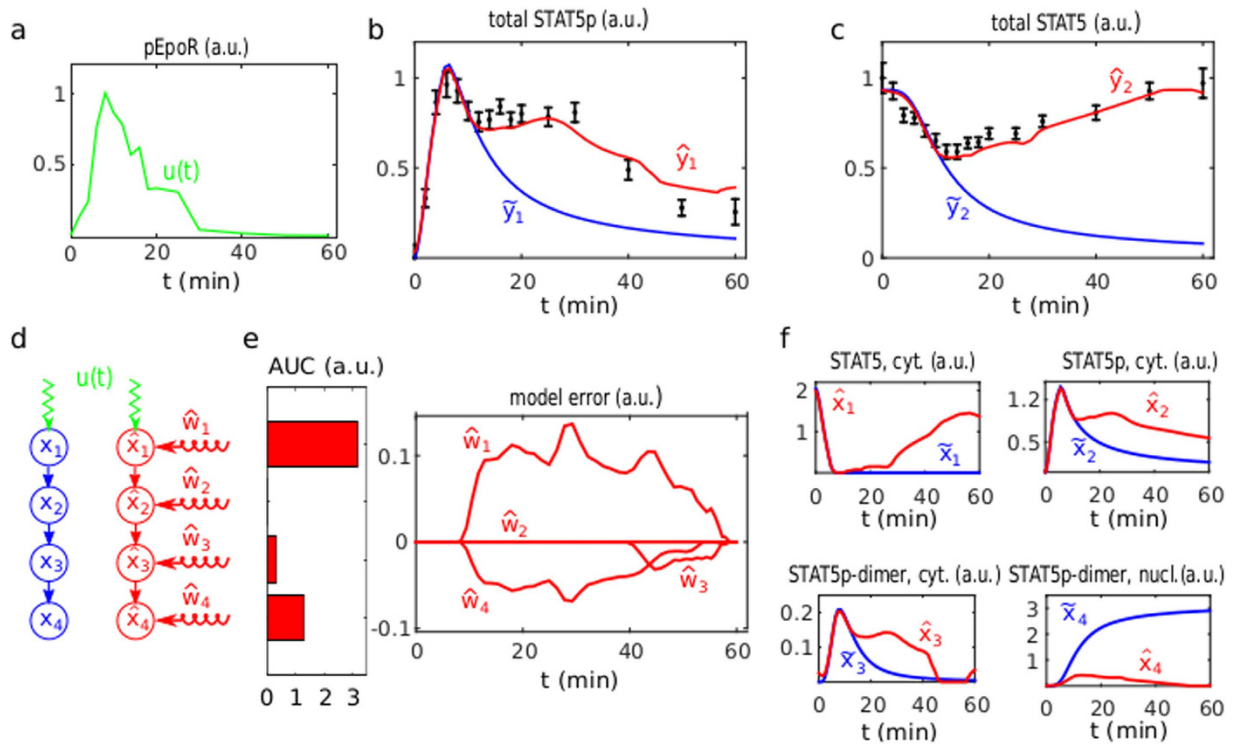 a
pEpoR (a.u.)
1
0.5
u(t)
0 20 40 60
t (min)
b
total STAT5p (a.u.)
1
0.5
0
ŷ₁
ỹ₁
0 20 40 60
t (min)
c
total STAT5 (a.u.)
1
0.5
0
ŷ₂
ỹ₂
0 20 40 60
t (min)
d
u(t)
x₁ x̂₁ ŵ₁
x₂ x̂₂ ŵ₂
x₃ x̂₃ ŵ₃
x₄ x̂₄ ŵ₄
e
AUC (a.u.)
0 1 2 3
model error (a.u.)
0.1
0
-0.1
ŵ₁
ŵ₂
ŵ₃
ŵ₄
0 20 40 60
t (min)
f
STAT5, cyt. (a.u.)
2
1
x̂₁
x̃₁
0 20 40 60
t (min)
STAT5p, cyt. (a.u.)
1.2
0.5
x̂₂
x̃₂
0 20 40 60
t (min)
STAT5p-dimer, cyt. (a.u.)
0.2
0.1
x̂₃
x̃₃
0 20 40 60
t (min)
STAT5p-dimer, nucl.(a.u.)
3
2
1
x̃₄
x̂₄
0 20 40 60
t (min)